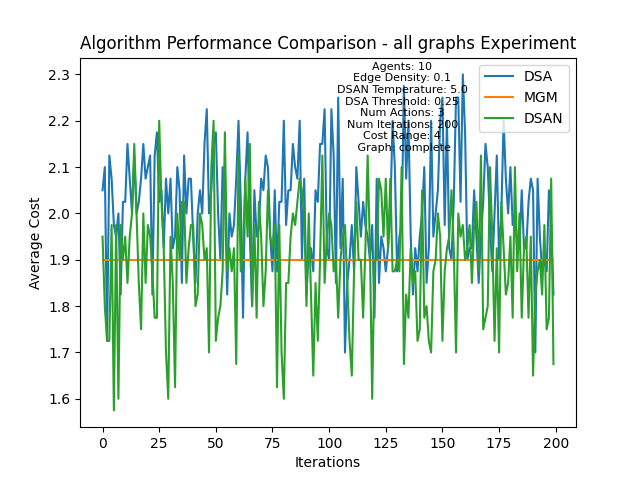 Algorithm Performance Comparison - all graphs Experiment
Agents: 10
Edge Density: 0.1
DSAN Temperature: 5.0
DSA Threshold: 0.25
Num Actions: 3
Num Iterations: 200
Cost Range: 4
Graph: complete
DSA
MGM
DSAN
Average Cost
2.3
2.2
2.1
2.0
1.9
1.8
1.7
1.6
0 25 50 75 100 125 150 175 200
Iterations